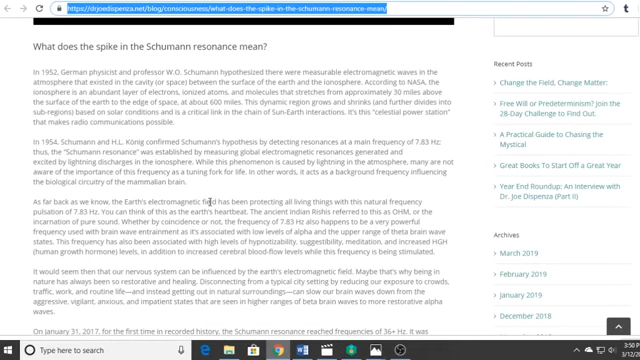 https://drjoedispenza.net/blog/consciousness/what-does-the-spike-in-the-schumann-resonance-mean/
What does the spike in the Schumann resonance mean?
In 1952, German physicist and professor W.O. Schumann hypothesized there were measurable electromagnetic waves in the
atmosphere that existed in the cavity (or space) between the surface of the earth and the ionosphere. According to NASA, the
ionosphere is an abundant layer of electrons, ionized atoms, and molecules that stretches from approximately 30 miles above
the surface of the earth to the edge of space, at about 600 miles. This dynamic region grows and shrinks (and further divides into
sub-regions) based on solar conditions and is a critical link in the chain of Sun-Earth interactions. It's this "celestial power station"
that makes radio communications possible.
In 1954, Schumann and H.L. König confirmed Schumann's hypothesis by detecting resonances at a main frequency of 7.83 Hz:
thus, the "Schumann resonance" was established by measuring global electromagnetic resonances generated and
excited by lightning discharges in the ionosphere. While this phenomenon is caused by lightning in the atmosphere, many are not
aware of the importance of this frequency as a tuning fork for life. In other words, it acts as a background frequency influencing
the biological circuitry of the mammalian brain.
As far back as we know, the Earth's electromagnetic field has been protecting all living things with this natural frequency
pulsation of 7.83 Hz. You can think of this as the earth's heartbeat. The ancient Indian Rishis referred to this as OHM, or the
incarnation of pure sound. Whether by coincidence or not, the frequency of 7.83 Hz also happens to be a very powerful
frequency used with brain wave entrainment as it's associated with low levels of alpha and the upper range of theta brain wave
states. This frequency has also been associated with high levels of hypnotizability, suggestibility, meditation, and increased HGH
(human growth hormone) levels, in addition to increased cerebral blood-flow levels while this frequency is being stimulated.
It would seem then that our nervous system can be influenced by the earth's electromagnetic field. Maybe that's why being in
nature has always been so restorative and healing. Disconnecting from a typical city setting by reducing our exposure to crowds,
traffic, work, and routine life—and instead getting out in natural surroundings—can slow our brain waves down from the
aggressive, vigilant, anxious, and impatient states that are seen in higher ranges of beta brain waves to more restorative alpha
waves.
On January 31, 2017, for the first time in recorded history, the Schumann resonance reached frequencies of 36+ Hz. It was
Recent Posts
Change the Field, Change Matter:
Free Will or Predeterminism? Join the
28-Day Challenge to Find Out.
A Practical Guide to Chasing the
Mystical
Great Books To Start Off a Great Year
Year End Review: An Interview with
Dr. Joe Dispenza (Part II)
Archives
March 2019
February 2019
January 2019
December 2018
Type here to search
3:50 P
3/12/20